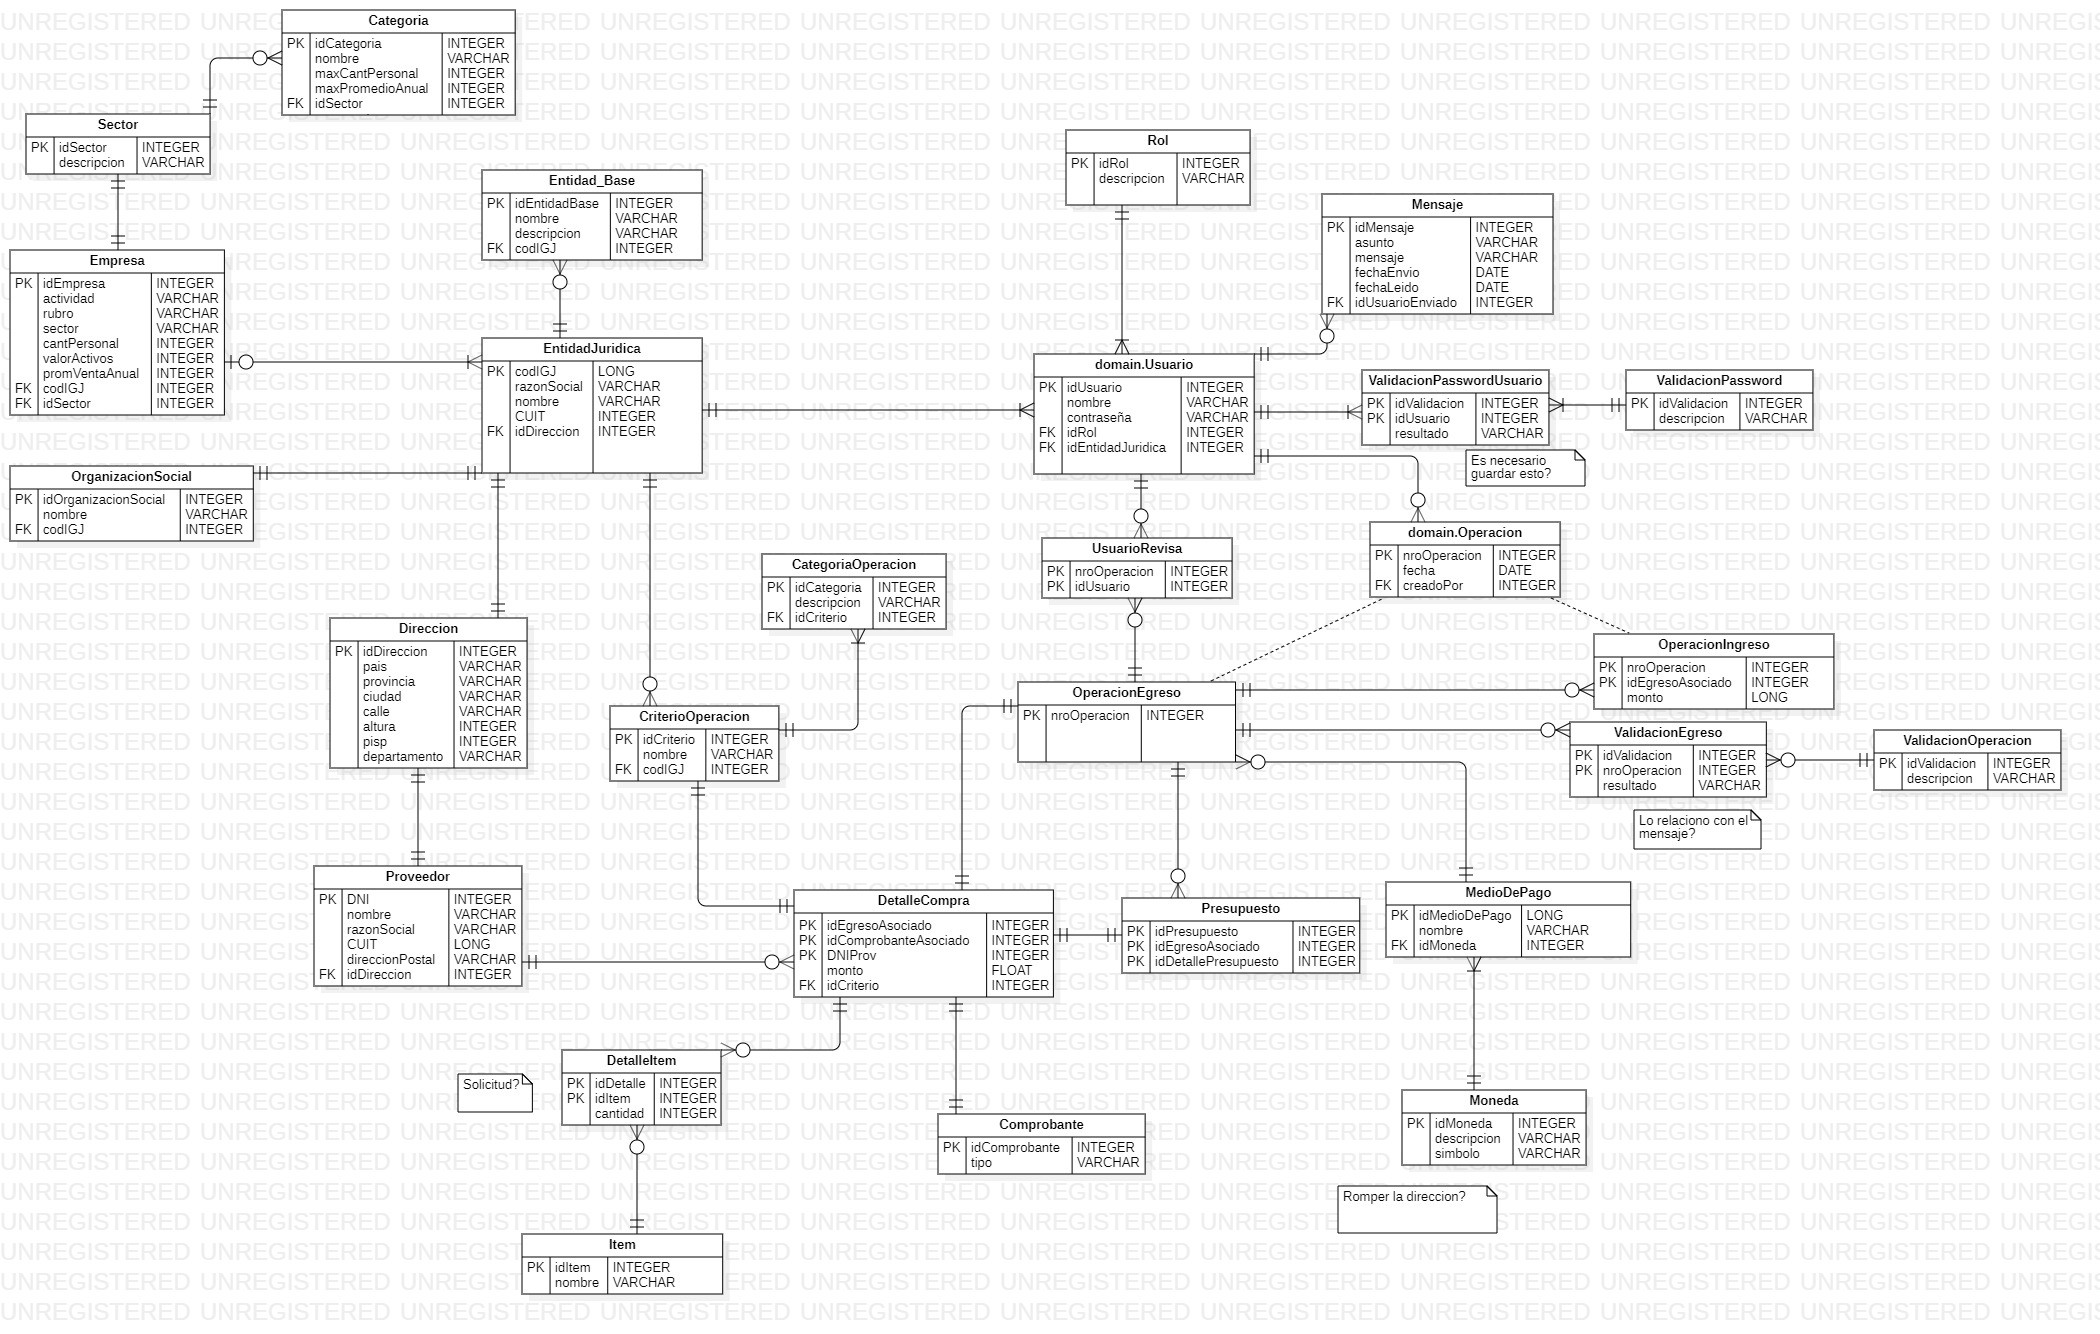 Categoria
PK idCategoria INTEGER
nombre VARCHAR
maxCantPersonal INTEGER
maxPromedioAnual INTEGER
FK idSector INTEGER
Sector
PK idSector INTEGER
descripcion VARCHAR
Rol
PK idRol INTEGER
descripcion VARCHAR
Entidad_Base
PK idEntidadBase INTEGER
nombre VARCHAR
descripcion VARCHAR
FK codIGJ INTEGER
Mensaje
PK idMensaje INTEGER
asunto VARCHAR
mensaje VARCHAR
fechaEnvio DATE
fechaLeido DATE
FK idUsuarioEnviado INTEGER
Empresa
PK idEmpresa INTEGER
actividad VARCHAR
rubro VARCHAR
sector VARCHAR
cantPersonal INTEGER
valorActivos INTEGER
promVentaAnual INTEGER
FK codIGJ INTEGER
FK idSector INTEGER
EntidadJuridica
PK codIGJ LONG
razonSocial VARCHAR
nombre VARCHAR
CUIT INTEGER
FK idDireccion INTEGER
domain.Usuario
PK idUsuario INTEGER
nombre VARCHAR
contraseña VARCHAR
FK idRol INTEGER
FK idEntidadJuridica INTEGER
ValidacionPasswordUsuario
PK idValidacion INTEGER
PK idUsuario INTEGER
resultado VARCHAR
ValidacionPassword
PK idValidacion INTEGER
descripcion VARCHAR
Es necesario
guardar esto?
OrganizacionSocial
PK idOrganizacionSocial INTEGER
nombre VARCHAR
FK codIGJ INTEGER
domain.Operacion
PK nroOperacion INTEGER
fecha DATE
FK creadoPor INTEGER
UsuarioRevisa
PK nroOperacion INTEGER
PK idUsuario INTEGER
CategoriaOperacion
PK idCategoria INTEGER
descripcion VARCHAR
FK idCriterio INTEGER
Direccion
PK idDireccion INTEGER
pais VARCHAR
provincia VARCHAR
ciudad VARCHAR
calle VARCHAR
altura INTEGER
pisp INTEGER
departamento VARCHAR
OperacionIngreso
PK nroOperacion INTEGER
PK idEgresoAsociado INTEGER
monto LONG
OperacionEgreso
PK nroOperacion INTEGER
CriterioOperacion
PK idCriterio INTEGER
nombre VARCHAR
FK codIGJ INTEGER
ValidacionEgreso
PK idValidacion INTEGER
PK nroOperacion INTEGER
resultado VARCHAR
ValidacionOperacion
PK idValidacion INTEGER
descripcion VARCHAR
Lo relaciono con el
mensaje?
Proveedor
PK DNI INTEGER
nombre VARCHAR
razonSocial VARCHAR
CUIT LONG
direccionPostal VARCHAR
FK idDireccion INTEGER
DetalleCompra
PK idEgresoAsociado INTEGER
PK idComprobanteAsociado INTEGER
PK DNIProv INTEGER
monto FLOAT
FK idCriterio INTEGER
Presupuesto
PK idPresupuesto INTEGER
PK idEgresoAsociado INTEGER
PK idDetallePresupuesto INTEGER
MedioDePago
PK idMedioDePago LONG
nombre VARCHAR
FK idMoneda INTEGER
Solicitud?
DetalleItem
PK idDetalle INTEGER
PK idItem INTEGER
cantidad INTEGER
Comprobante
PK idComprobante INTEGER
tipo VARCHAR
Moneda
PK idMoneda INTEGER
descripcion VARCHAR
simbolo VARCHAR
Romper la direccion?
Item
PK idItem INTEGER
nombre VARCHAR
UNREGISTERED